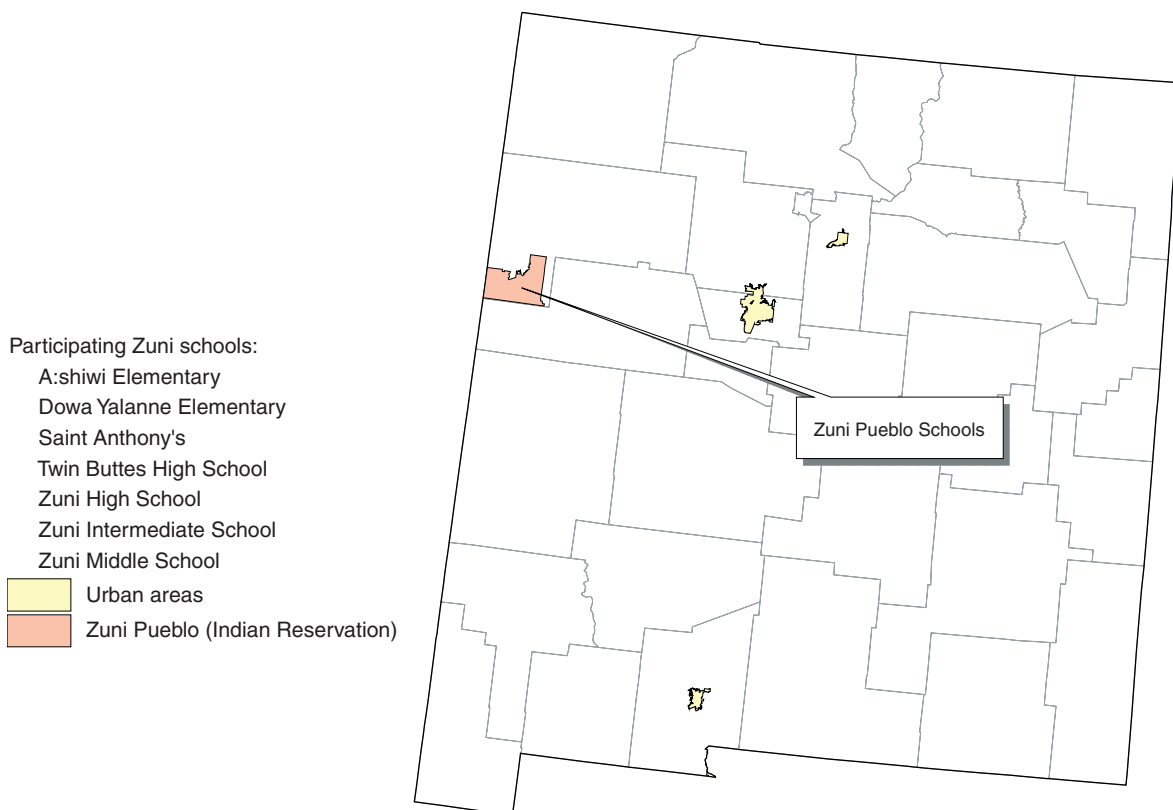 Participating Zuni schools:
A:shiwi Elementary
Dowa Yalanne Elementary
Saint Anthony's
Twin Buttes High School
Zuni High School
Zuni Intermediate School
Zuni Middle School
Urban areas
Zuni Pueblo (Indian Reservation)
Zuni Pueblo Schools